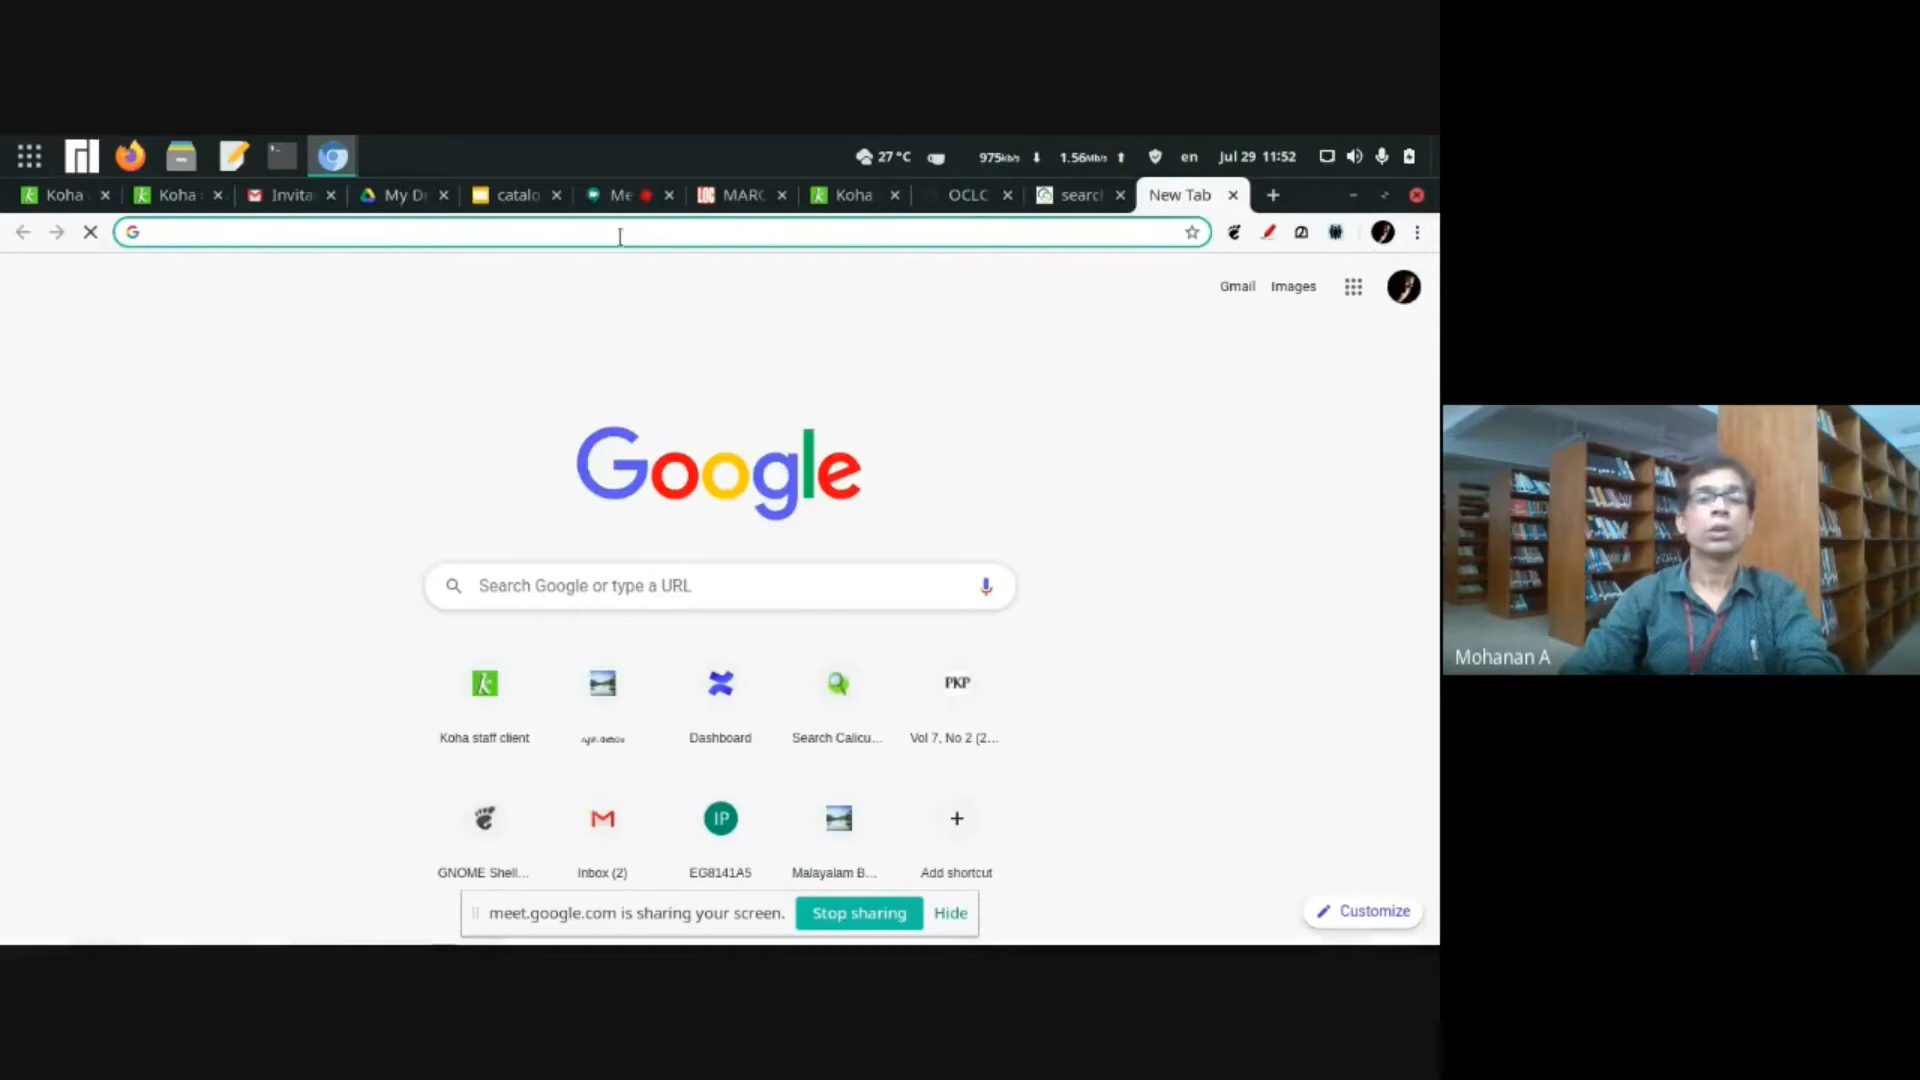 27 °C 975kb/s 1.56Mb/s en Jul 29 11:52
Koha Koha Invita My D catalo Me MARC Koha OCLC search New Tab
Gmail Images
Google
Search Google or type a URL
PKP
Koha staff client Dashboard Search Calicu... Vol 7, No 2 (2...
IP
GNOME Shell... Inbox (2) EG8141A5 Malayalam B... Add shortcut
meet.google.com is sharing your screen. Stop sharing Hide
Customize
Mohanan A